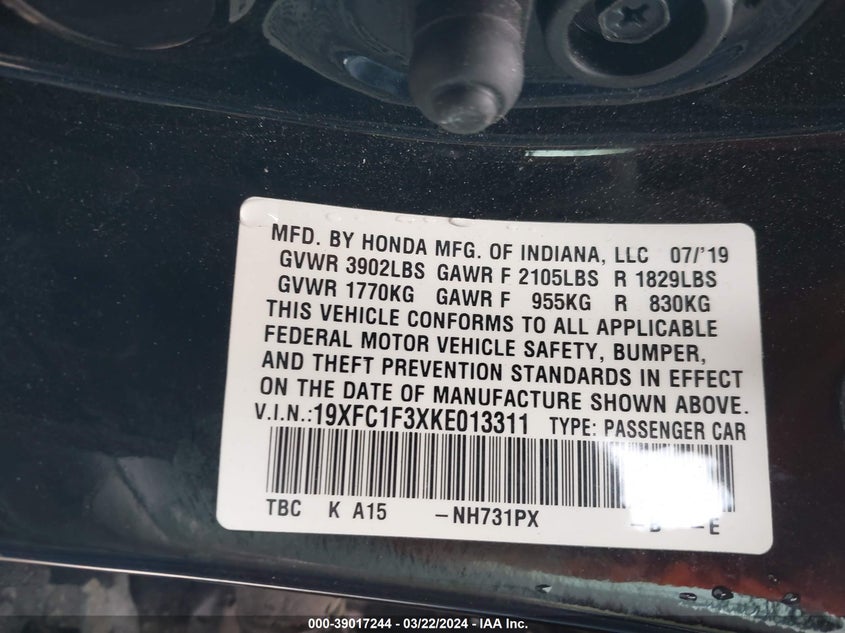 MFD. BY HONDA MFG. OF INDIANA, LLC 07/'19
GVWR 3902LBS GAWR F 2105LBS R 1829LBS
GVWR 1770KG GAWR F 955KG R 830KG
THIS VEHICLE CONFORMS TO ALL APPLICABLE
FEDERAL MOTOR VEHICLE SAFETY, BUMPER,
AND THEFT PREVENTION STANDARDS IN EFFECT
ON THE DATE OF MANUFACTURE SHOWN ABOVE.
V.I.N.:19XFC1F3XKE013311 TYPE: PASSENGER CAR
TBC K A15 -NH731PX -E
000-39017244 - 03/22/2024 - IAA Inc.